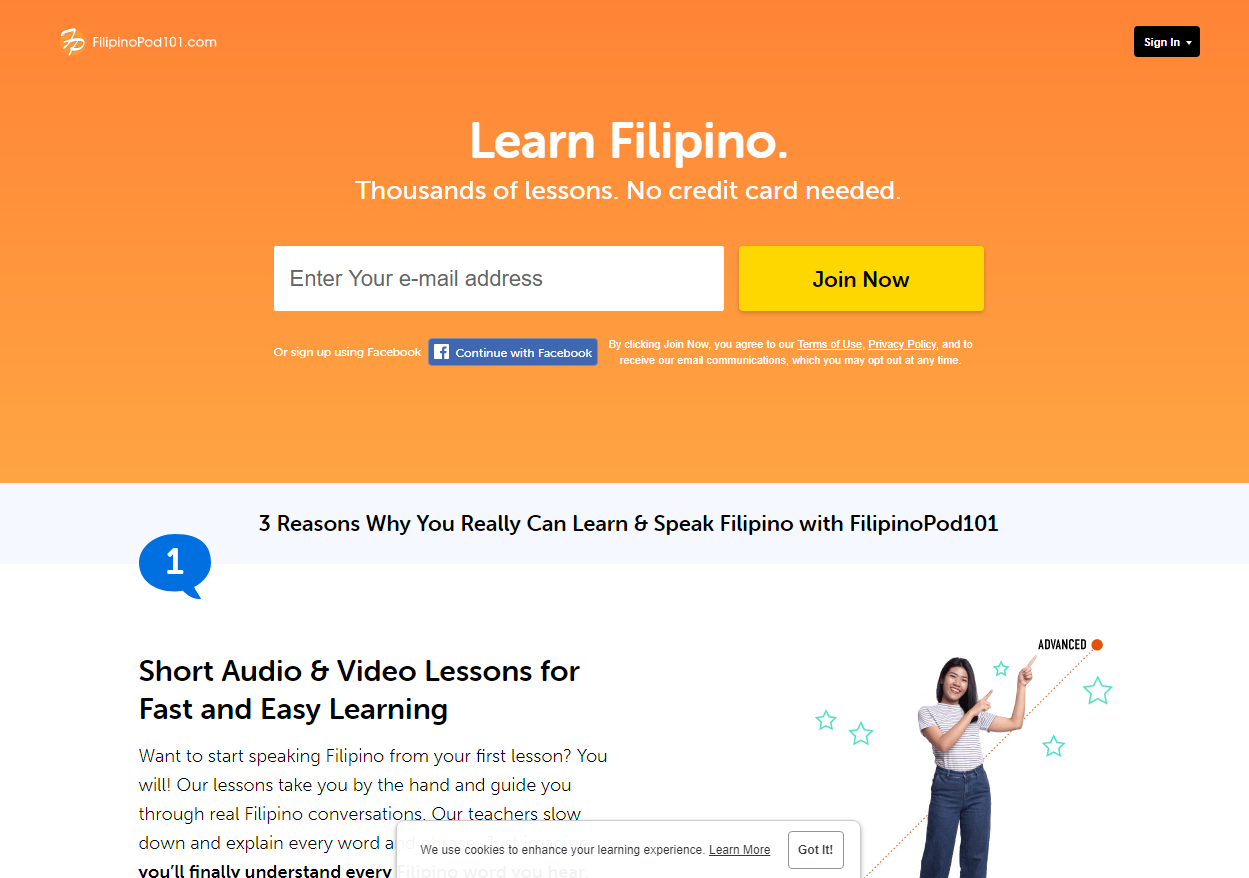 FilipinoPod101.com
Sign In
Learn Filipino.
Thousands of lessons. No credit card needed.
Enter Your e-mail address
Join Now
Or sign up using Facebook
Continue with Facebook
By clicking Join Now, you agree to our Terms of Use, Privacy Policy, and to
receive our email communications, which you may opt out at any time.
3 Reasons Why You Really Can Learn & Speak Filipino with FilipinoPod101
1
ADVANCED
Short Audio & Video Lessons for
Fast and Easy Learning
Want to start speaking Filipino from your first lesson? You
will! Our lessons take you by the hand and guide you
through real Filipino conversations. Our teachers slow
down and explain every word
you'll finally understand every Filipino word you hear.
We use cookies to enhance your learning experience. Learn More
Got It!